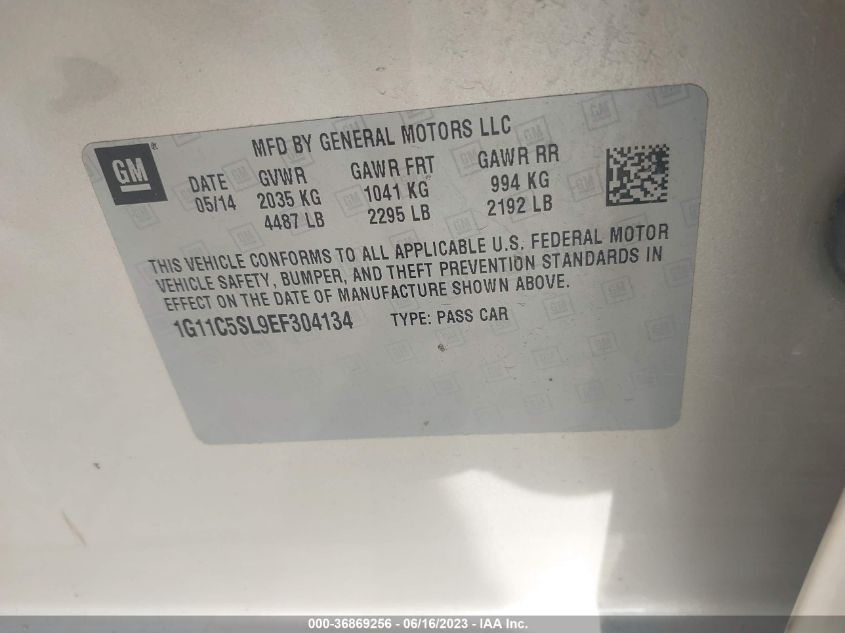 GM®
MFD BY GENERAL MOTORS LLC
DATE GVWR GAWR FRT GAWR RR
05/14 2035 KG 1041 KG 994 KG
4487 LB 2295 LB 2192 LB
THIS VEHICLE CONFORMS TO ALL APPLICABLE U.S. FEDERAL MOTOR
VEHICLE SAFETY, BUMPER, AND THEFT PREVENTION STANDARDS IN
EFFECT ON THE DATE OF MANUFACTURE SHOWN ABOVE.
1G11C5SL9EF304134 TYPE: PASS CAR
000-36869256 - 06/16/2023 - IAA Inc.